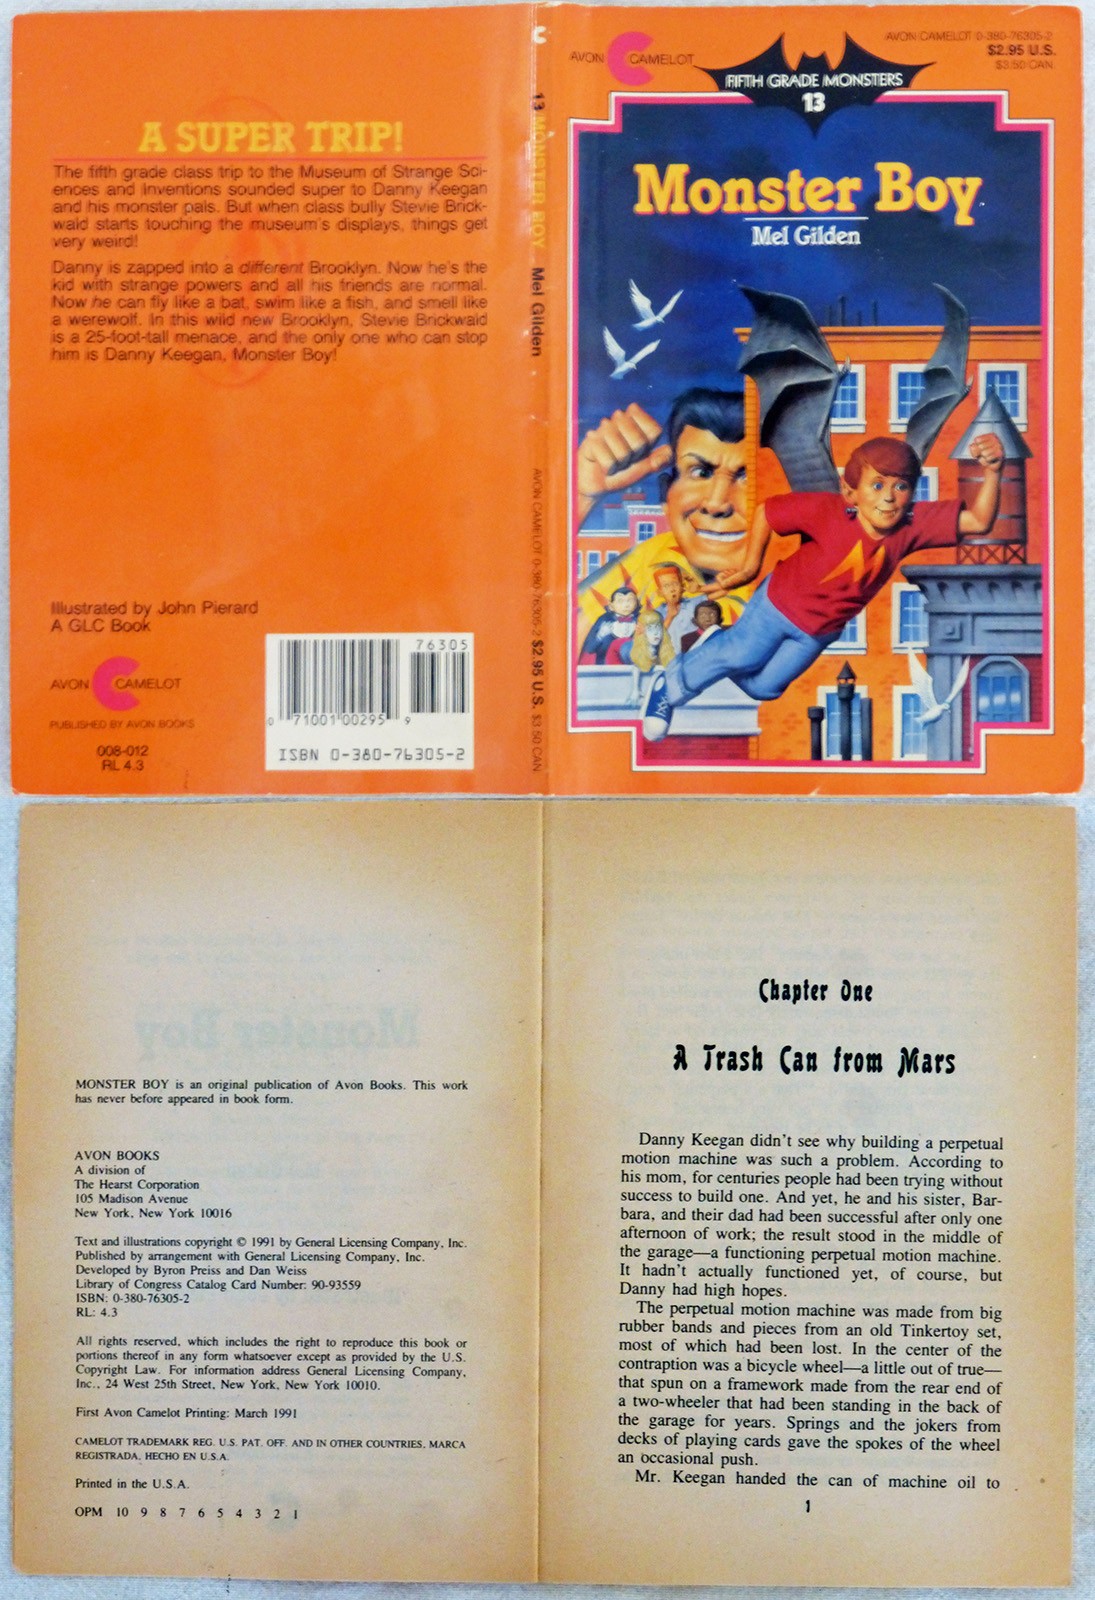 A SUPER TRIP!
The fifth grade class trip to the Museum of Strange Sci-
ences and Inventions sounded super to Danny Keegan
and his monster pals. But when class bully Stevie Brick-
wald starts touching the museum's displays, things get
very weird!
Danny is zapped into a different Brooklyn. Now he's the
kid with strange powers and all his friends are normal.
Now he can fly like a bat, swim like a fish, and smell like
a werewolf. In this wild new Brooklyn, Stevie Brickwald
is a 25-foot-tall menace, and the only one who can stop
him is Danny Keegan, Monster Boy!
Illustrated by John Pierard
A GLC Book
AVON CAMELOT
PUBLISHED BY AVON BOOKS
008-012
RL 4.3
76305
0 71001 00295 9
ISBN 0-380-76305-2
13 MONSTER BOY Mel Gilden AVON CAMELOT 0-380-76305-2 $2.95 U.S. $3.50 CAN
AVON CAMELOT
AVON CAMELOT 0-380-76305-2
$2.95 U.S.
$3.50 CAN.
FIFTH GRADE MONSTERS
13
Monster Boy
Mel Gilden
MONSTER BOY is an original publication of Avon Books. This work
has never before appeared in book form.
AVON BOOKS
A division of
The Hearst Corporation
105 Madison Avenue
New York, New York 10016
Text and illustrations copyright © 1991 by General Licensing Company, Inc.
Published by arrangement with General Licensing Company, Inc.
Developed by Byron Preiss and Dan Weiss
Library of Congress Catalog Card Number: 90-93559
ISBN: 0-380-76305-2
RL: 4.3
All rights reserved, which includes the right to reproduce this book or
portions thereof in any form whatsoever except as provided by the U.S.
Copyright Law. For information address General Licensing Company,
Inc., 24 West 25th Street, New York, New York 10010.
First Avon Camelot Printing: March 1991
CAMELOT TRADEMARK REG. U.S. PAT. OFF. AND IN OTHER COUNTRIES, MARCA
REGISTRADA, HECHO EN U.S.A.
Printed in the U.S.A.
OPM 10 9 8 7 6 5 4 3 2 1
Chapter One
A Trash Can from Mars
Danny Keegan didn't see why building a perpetual
motion machine was such a problem. According to
his mom, for centuries people had been trying without
success to build one. And yet, he and his sister, Bar-
bara, and their dad had been successful after only one
afternoon of work; the result stood in the middle of
the garage—a functioning perpetual motion machine.
It hadn't actually functioned yet, of course, but
Danny had high hopes.
The perpetual motion machine was made from big
rubber bands and pieces from an old Tinkertoy set,
most of which had been lost. In the center of the
contraption was a bicycle wheel—a little out of true—
that spun on a framework made from the rear end of
a two-wheeler that had been standing in the back of
the garage for years. Springs and the jokers from
decks of playing cards gave the spokes of the wheel
an occasional push.
Mr. Keegan handed the can of machine oil to
1